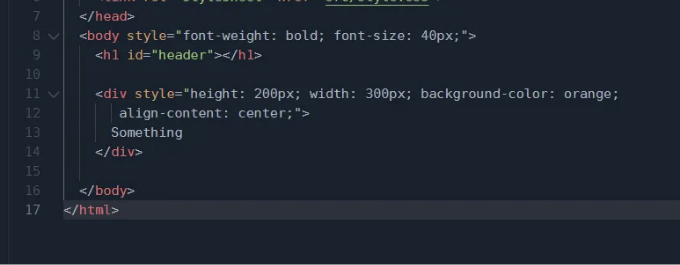 7 </head>
8 <body style="font-weight: bold; font-size: 40px;">
9 <h1 id="header"></h1>
10
11 <div style="height: 200px; width: 300px; background-color: orange;
12 align-content: center;">
13 Something
14 </div>
15
16 </body>
17 </html>